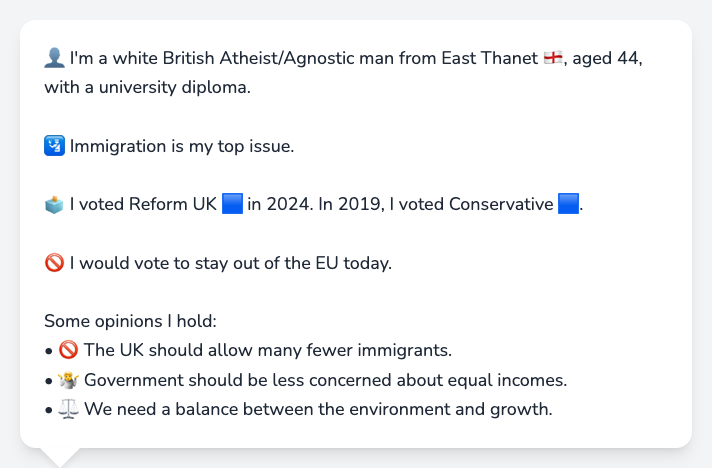 👤 I'm a white British Atheist/Agnostic man from East Thanet 🏴󠁧󠁢󠁥󠁮󠁧󠁿, aged 44,
with a university diploma.
🛂 Immigration is my top issue.
🗳️ I voted Reform UK 🟦 in 2024. In 2019, I voted Conservative 🟦.
🚫 I would vote to stay out of the EU today.
Some opinions I hold:
• 🚫 The UK should allow many fewer immigrants.
• 🤷 Government should be less concerned about equal incomes.
• ⚖️ We need a balance between the environment and growth.